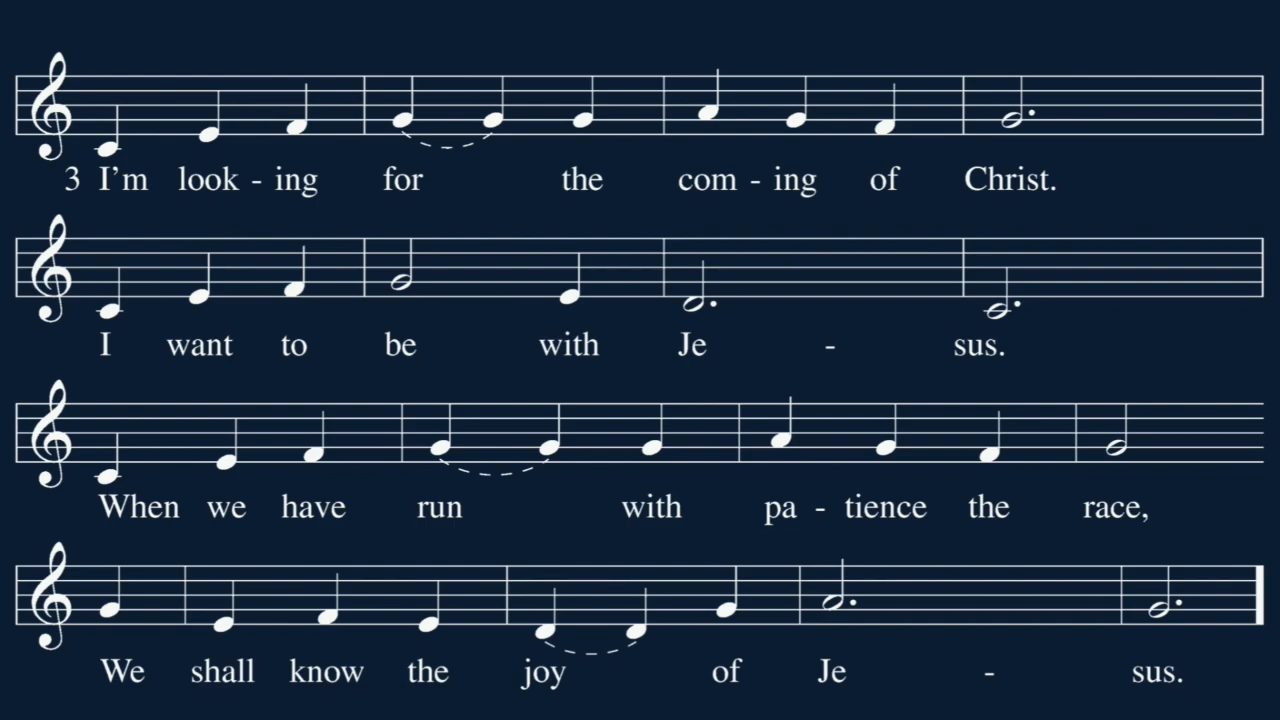 3 I'm look - ing for the com - ing of Christ.
I want to be with Je - sus.
When we have run with pa - tience the race,
We shall know the joy of Je - sus.